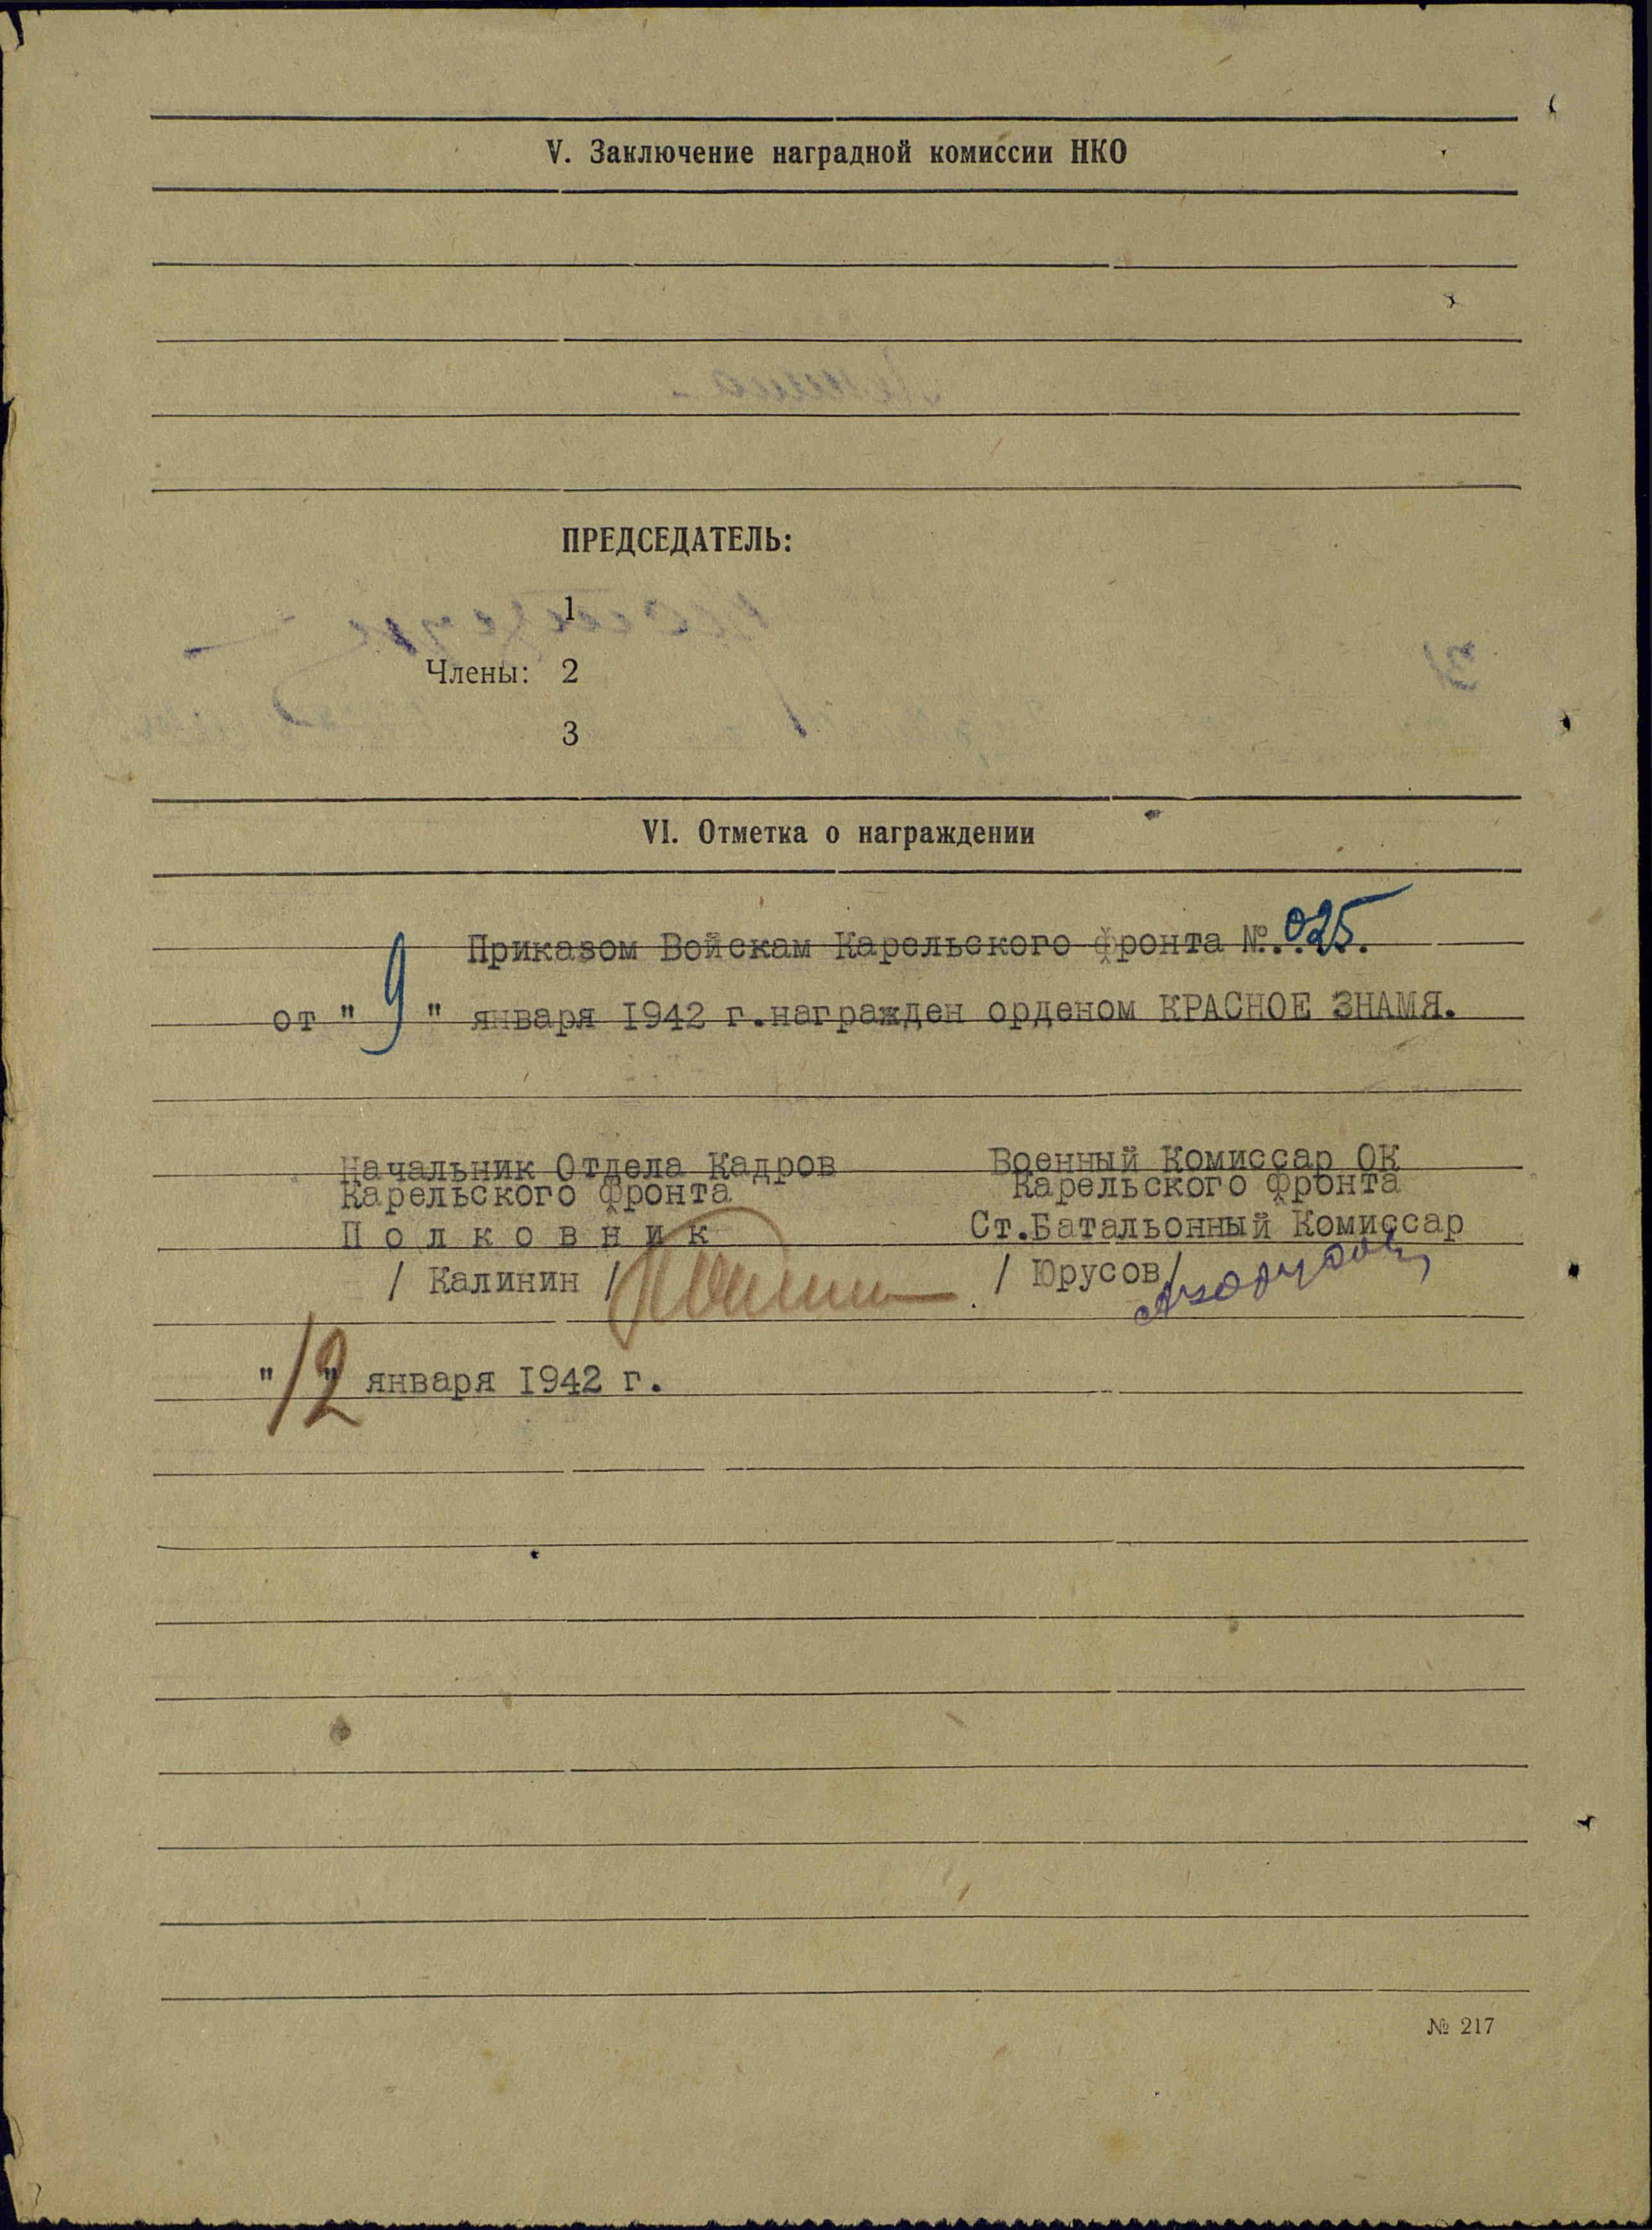 V. Заключение наградной комиссии НКО
ПРЕДСЕДАТЕЛЬ:
1
Члены: 2
3
VI. Отметка о награждении
Приказом Войскам Карельского фронта №.025.
от " 9 " января 1942 г.награжден орденом КРАСНОЕ ЗНАМЯ.
Начальник Отдела Кадров
Карельского фронта
П о л к о в н и к
/ Калинин /
Военный Комиссар ОК
Карельского фронта
Ст.Батальонный Комиссар
/ Юрусов/
"12" января 1942 г.
№ 217